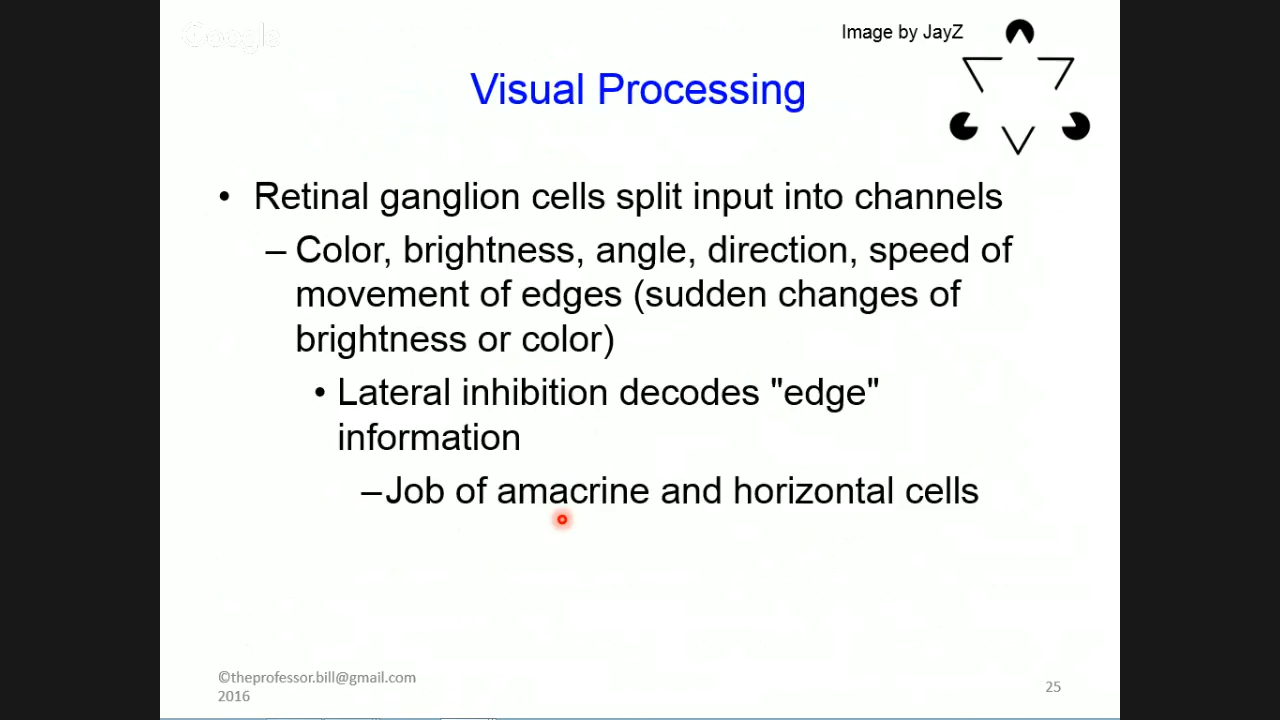 Google
Image by JayZ
Visual Processing
• Retinal ganglion cells split input into channels
– Color, brightness, angle, direction, speed of
movement of edges (sudden changes of
brightness or color)
• Lateral inhibition decodes "edge"
information
–Job of amacrine and horizontal cells
©theprofessor.bill@gmail.com
2016
25